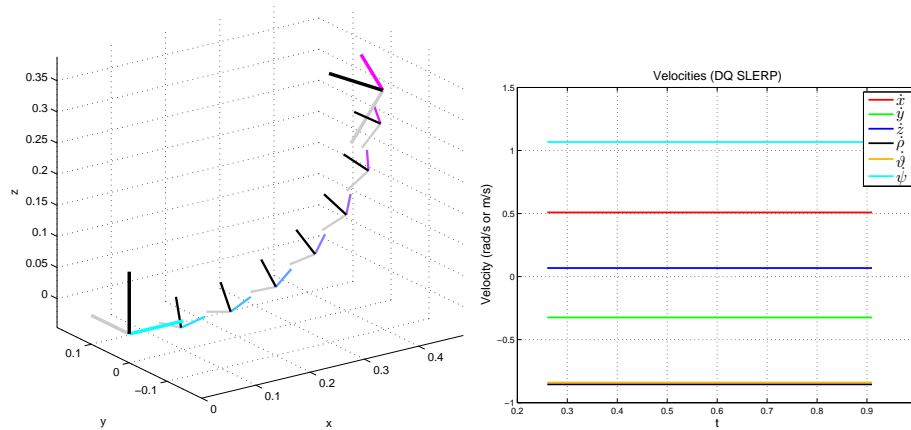 0.35
0.3
0.25
0.2
0.15
0.1
0.05
0
z
0.1
0
−0.1
y
0
0.1
0.2
0.3
0.4
x
Velocities (DQ SLERP)
1.5
1
0.5
0
−0.5
−1
Velocity (rad/s or m/s)
0.2 0.3 0.4 0.5 0.6 0.7 0.8 0.9
t
ẋ
ẏ
ż
ρ̇
ϑ̇
ψ̇